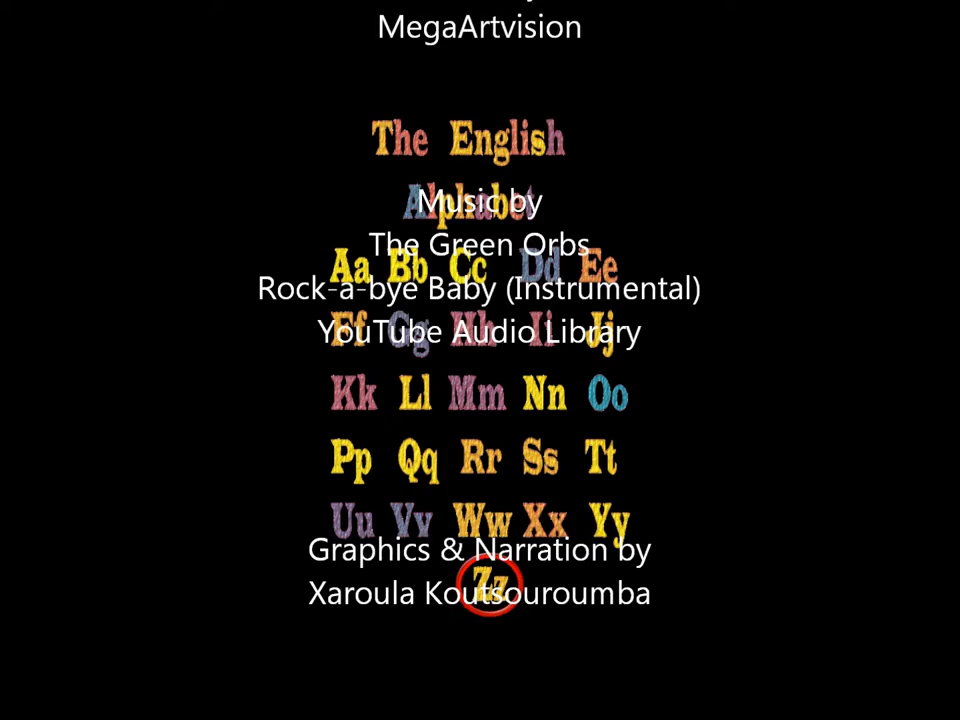 MegaArtvision
The English
Alphabet
Music by
The Green Orbs
Aa Bb Cc Dd Ee
Rock-a-bye Baby (Instrumental)
Ff Gg Hh Ii Jj
YouTube Audio Library
Kk Ll Mm Nn Oo
Pp Qq Rr Ss Tt
Uu Vv Ww Xx Yy
Graphics & Narration by
Zz
Xaroula Koutsouroumba